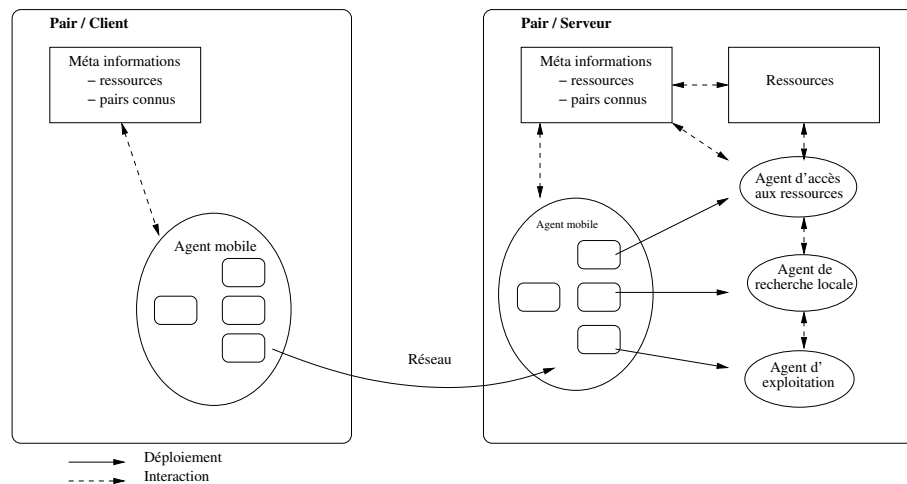 Pair / Client
Méta informations
– ressources
– pairs connus
Agent mobile
Réseau
Pair / Serveur
Méta informations
– ressources
– pairs connus
Ressources
Agent d'accès
aux ressources
Agent mobile
Agent de
recherche locale
Agent d'
exploitation
Déploiement
Interaction